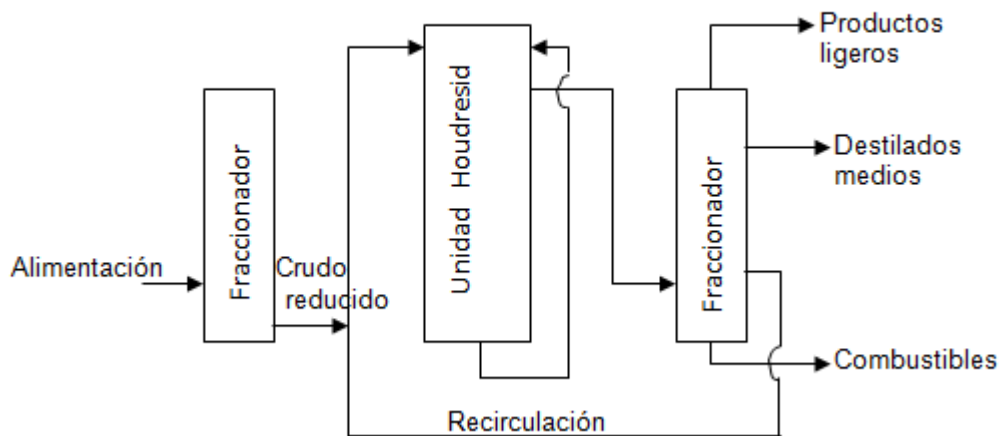 Productos
ligeros
Unidad Houdresid
Fraccionador
Fraccionador
Destilados
medios
Alimentación
Crudo
reducido
Combustibles
Recirculación